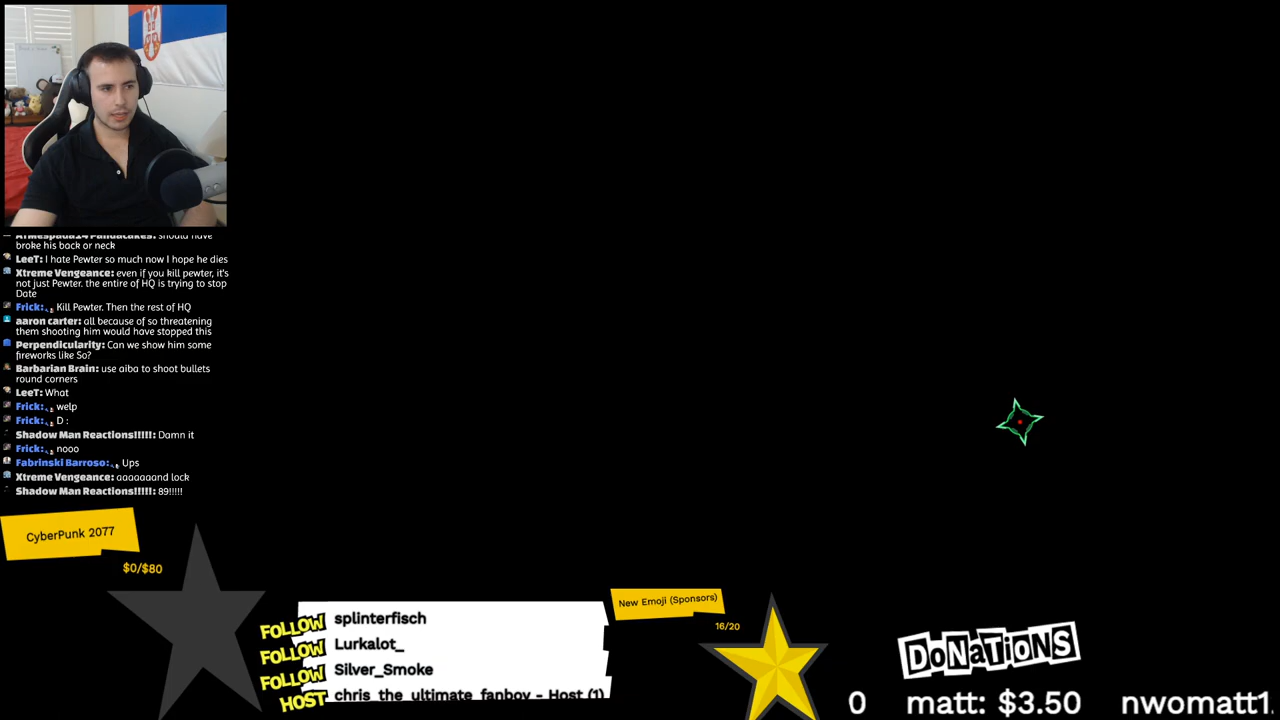 broke his back or neck
LeeT: I hate Pewter so much now I hope he dies
Xtreme Vengeance: even if you kill pewter, it's
not just Pewter. the entire of HQ is trying to stop
Date
Frick: Kill Pewter. Then the rest of HQ
aaron carter: all because of so threatening
them shooting him would have stopped this
Perpendicularity: Can we show him some
fireworks like So?
Barbarian Brain: use aiba to shoot bullets
round corners
LeeT: What
Frick: welp
Frick: D :
Shadow Man Reactions!!!!!: Damn it
Frick: nooo
Fabrinski Barroso: Ups
Xtreme Vengeance: aaaaaaand lock
Shadow Man Reactions!!!!!: 89!!!!!
CyberPunk 2077
$0/$80
FOLLOW splinterfisch
FOLLOW Lurkalot_
FOLLOW Silver_Smoke
HOST chris_the_ultimate_fanboy - Host (1)
New Emoji (Sponsors)
16/20
DoNaTioNS
0 matt: $3.50 nwomatt1